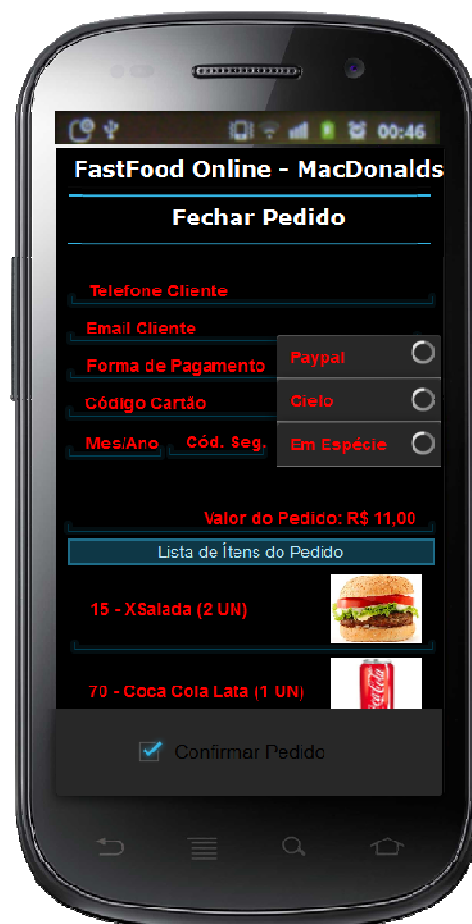 00:46
FastFood Online - MacDonalds
Fechar Pedido
Telefone Cliente
Email Cliente
Forma de Pagamento
Paypal
Código Cartão
Cielo
Mes/Ano Cód. Seg.
Em Espécie
Valor do Pedido: R$ 11,00
Lista de Ítens do Pedido
15 - XSalada (2 UN)
70 - Coca Cola Lata (1 UN)
Coca-Cola
Confirmar Pedido